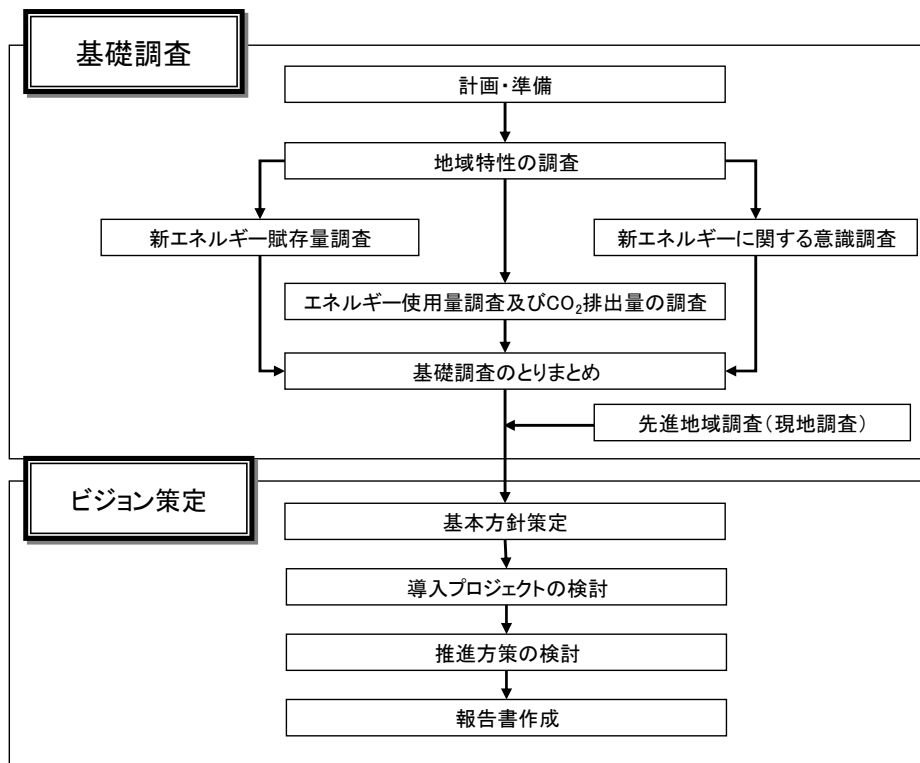 基礎調査
計画・準備
地域特性の調査
新エネルギー賦存量調査
新エネルギーに関する意識調査
エネルギー使用量調査及びCO₂排出量の調査
基礎調査のとりまとめ
先進地域調査(現地調査)
ビジョン策定
基本方針策定
導入プロジェクトの検討
推進方策の検討
報告書作成